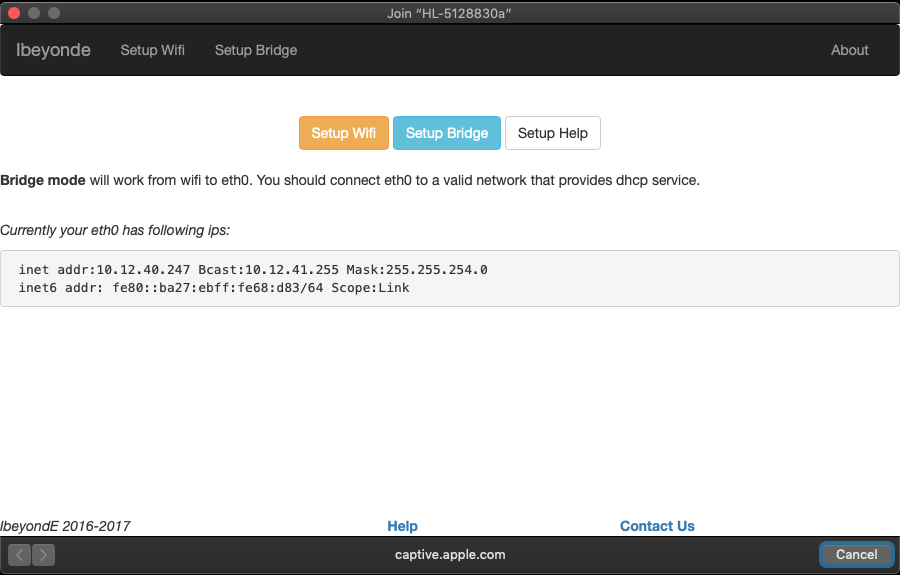 Join “HL-5128830a”
Ibeyonde Setup Wifi Setup Bridge About
Setup Wifi Setup Bridge Setup Help
Bridge mode will work from wifi to eth0. You should connect eth0 to a valid network that provides dhcp service.
Currently your eth0 has following ips:
inet addr:10.12.40.247 Bcast:10.12.41.255 Mask:255.255.254.0
inet6 addr: fe80::ba27:ebff:fe68:d83/64 Scope:Link
IbeyondE 2016-2017 Help Contact Us
captive.apple.com Cancel